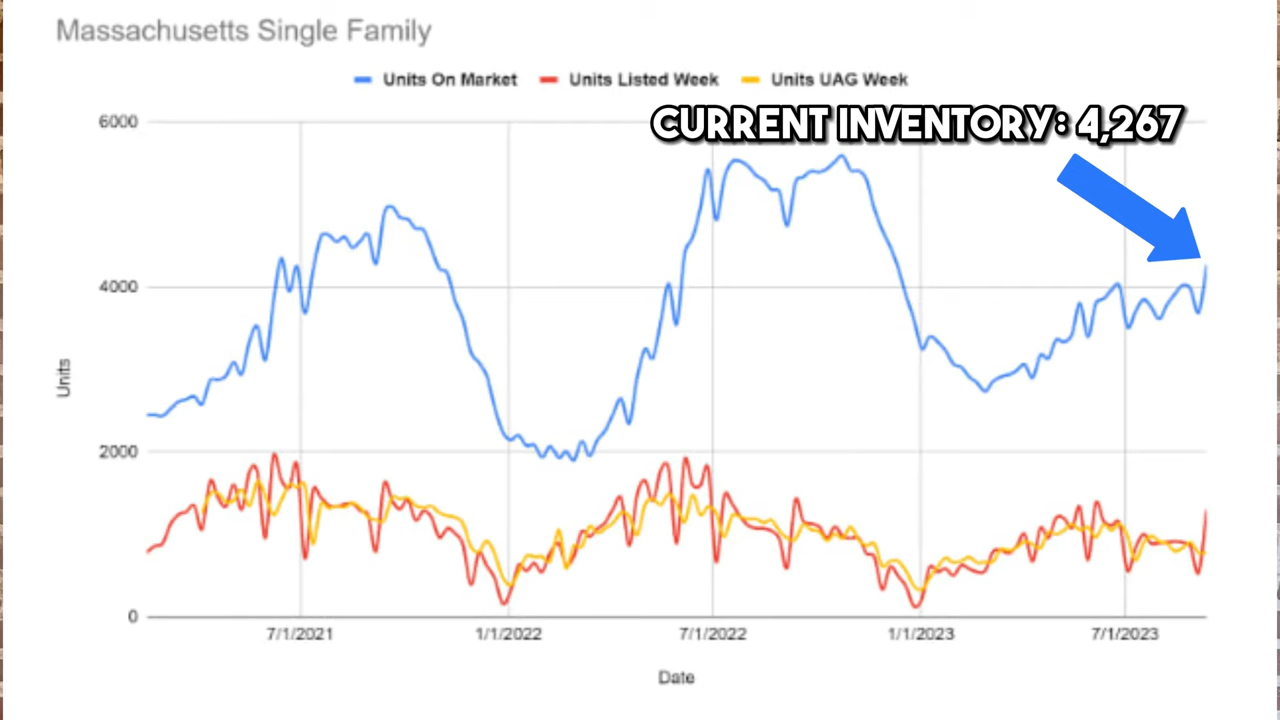 Massachusetts Single Family
Units On Market Units Listed Week Units UAG Week
CURRENT INVENTORY: 4,267
6000
4000
2000
0
Units
7/1/2021 1/1/2022 7/1/2022 1/1/2023 7/1/2023
Date